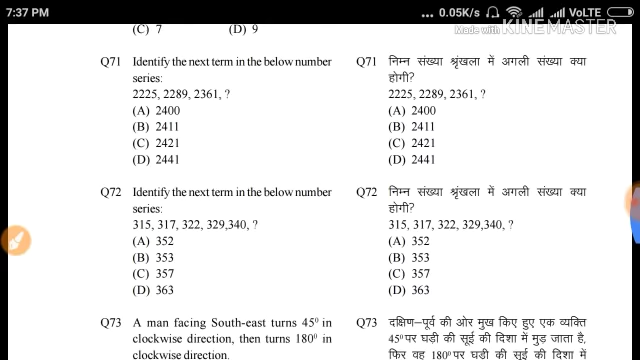 7:37 PM
... 0.05K/s VoLTE
Made with KINEMASTER
(C) 7 (D) 9
Q71 Identify the next term in the below number
series:
2225, 2289, 2361, ?
(A) 2400
(B) 2411
(C) 2421
(D) 2441
Q72 Identify the next term in the below number
series:
315, 317, 322, 329,340, ?
(A) 352
(B) 353
(C) 357
(D) 363
Q73 A man facing South-east turns 45⁰ in
clockwise direction, then turns 180⁰ in
clockwise direction.
Q71 निम्न संख्या श्रृंखला में अगली संख्या क्या
होगी?
2225, 2289, 2361, ?
(A) 2400
(B) 2411
(C) 2421
(D) 2441
Q72 निम्न संख्या श्रृंखला में अगली संख्या क्या
होगी?
315, 317, 322, 329,340, ?
(A) 352
(B) 353
(C) 357
(D) 363
Q73 दक्षिण–पूर्व की ओर मुख किए हुए एक व्यक्ति
45⁰ पर घड़ी की सूई की दिशा में मुड़ जाता है,
फिर वह 180⁰ पर घड़ी की सूई की दिशा में